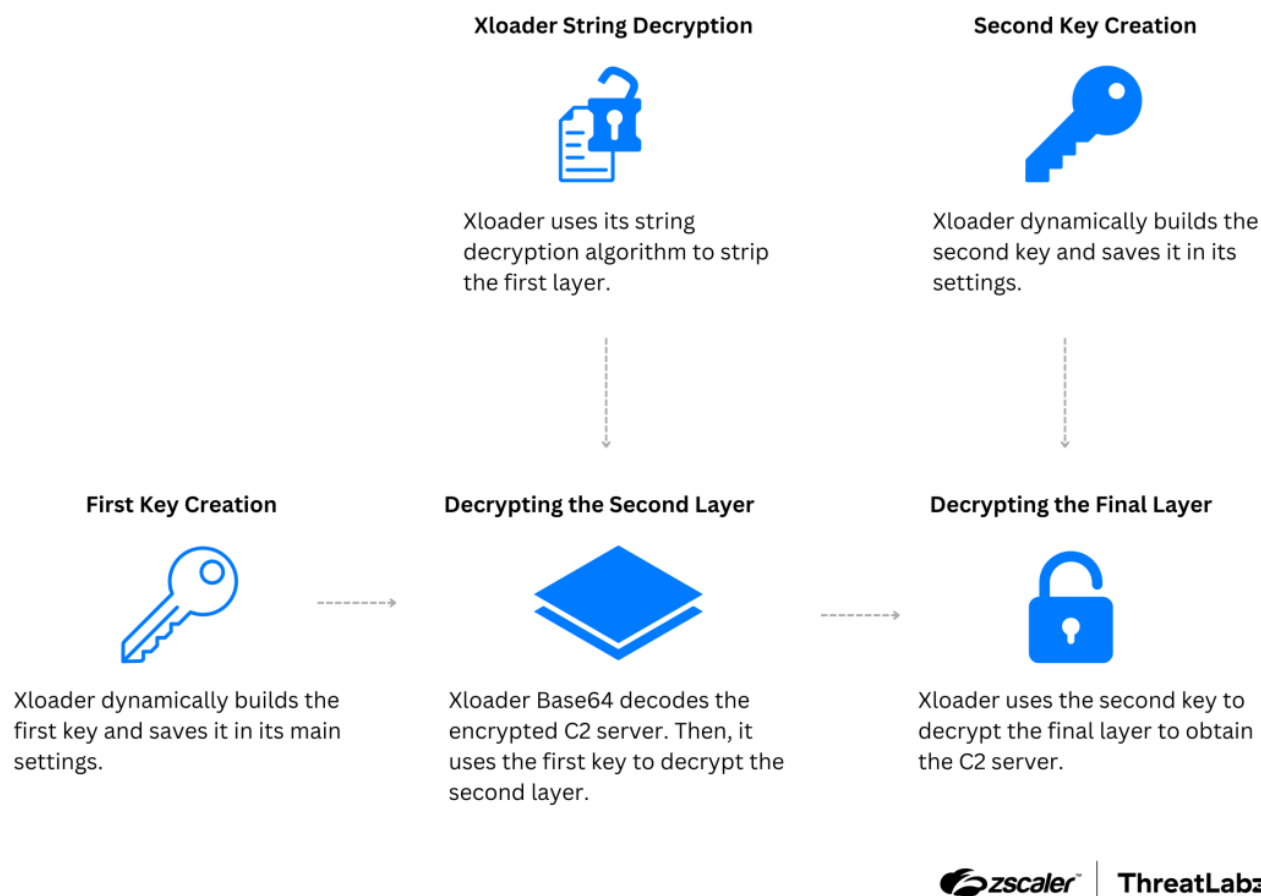 Xloader String Decryption
Second Key Creation
Xloader uses its string
decryption algorithm to strip
the first layer.
Xloader dynamically builds the
second key and saves it in its
settings.
First Key Creation
Decrypting the Second Layer
Decrypting the Final Layer
Xloader dynamically builds the
first key and saves it in its main
settings.
Xloader Base64 decodes the
encrypted C2 server. Then, it
uses the first key to decrypt the
second layer.
Xloader uses the second key to
decrypt the final layer to obtain
the C2 server.
zscaler™ | ThreatLabz